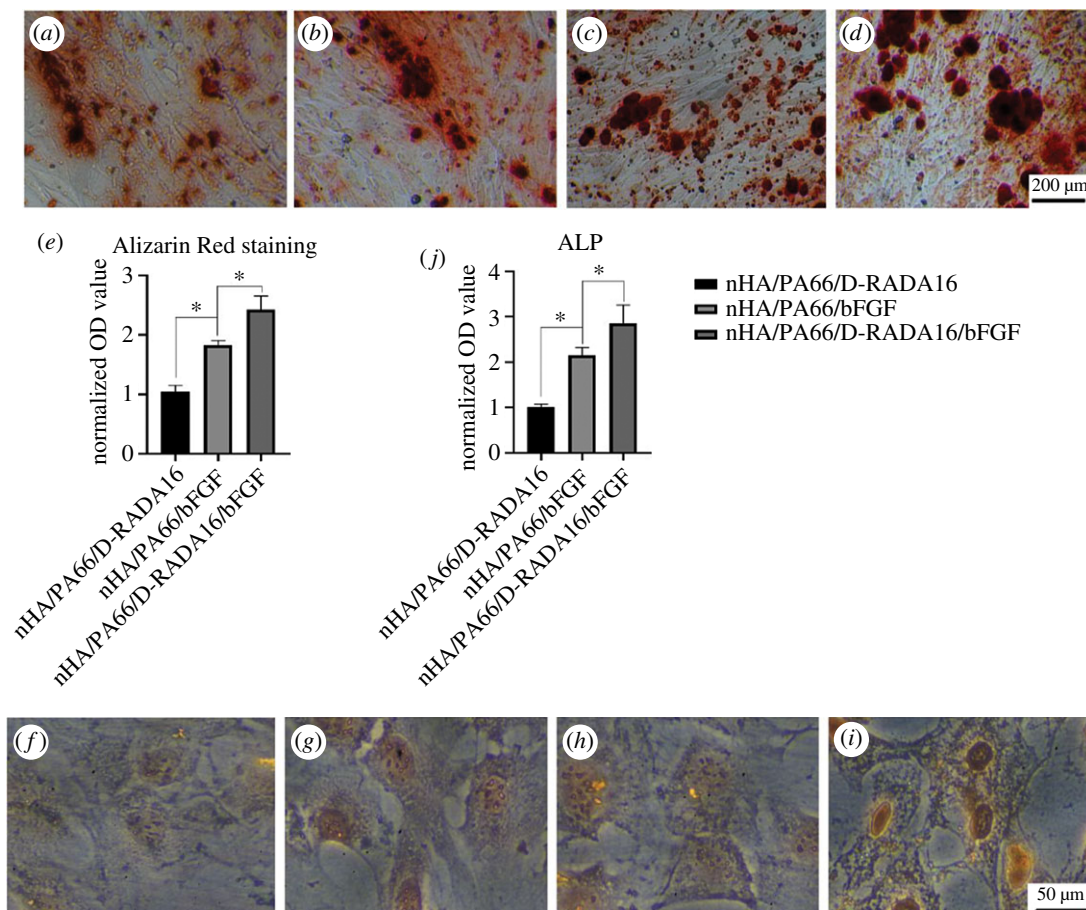 (a)
(b)
(c)
(d)
200 µm
(e)
Alizarin Red staining
normalized OD value
3
2
1
0
*
*
nHA/PA66/D-RADA16
nHA/PA66/bFGF
nHA/PA66/D-RADA16/bFGF
(j)
ALP
normalized OD value
4
3
2
1
0
*
*
nHA/PA66/D-RADA16
nHA/PA66/bFGF
nHA/PA66/D-RADA16/bFGF
nHA/PA66/D-RADA16
nHA/PA66/bFGF
nHA/PA66/D-RADA16/bFGF
(f)
(g)
(h)
(i)
50 µm